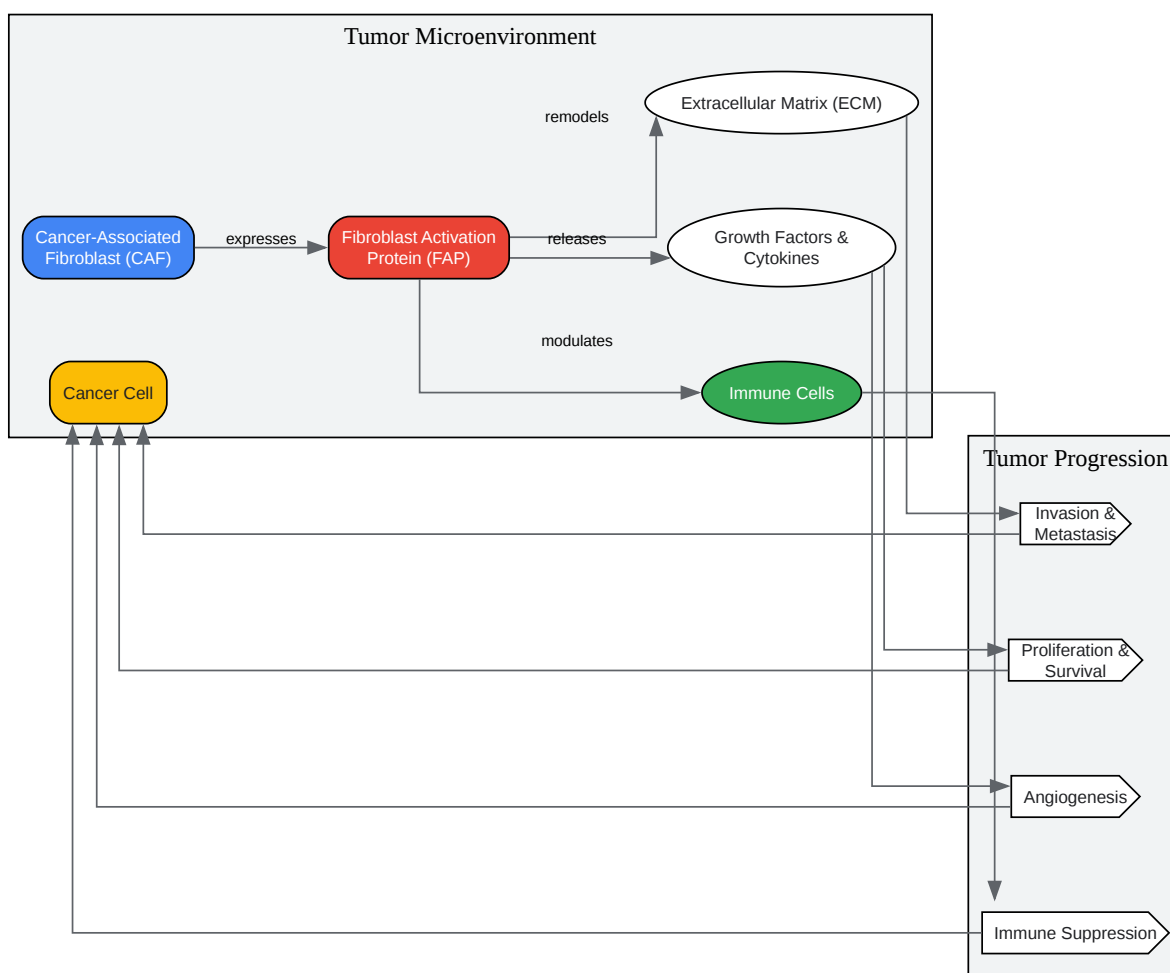 Tumor Microenvironment
Extracellular Matrix (ECM)
remodels
Cancer-Associated
Fibroblast (CAF)
expresses
Fibroblast Activation
Protein (FAP)
releases
Growth Factors &
Cytokines
modulates
Cancer Cell
Immune Cells
Tumor Progression
Invasion &
Metastasis
Proliferation &
Survival
Angiogenesis
Immune Suppression